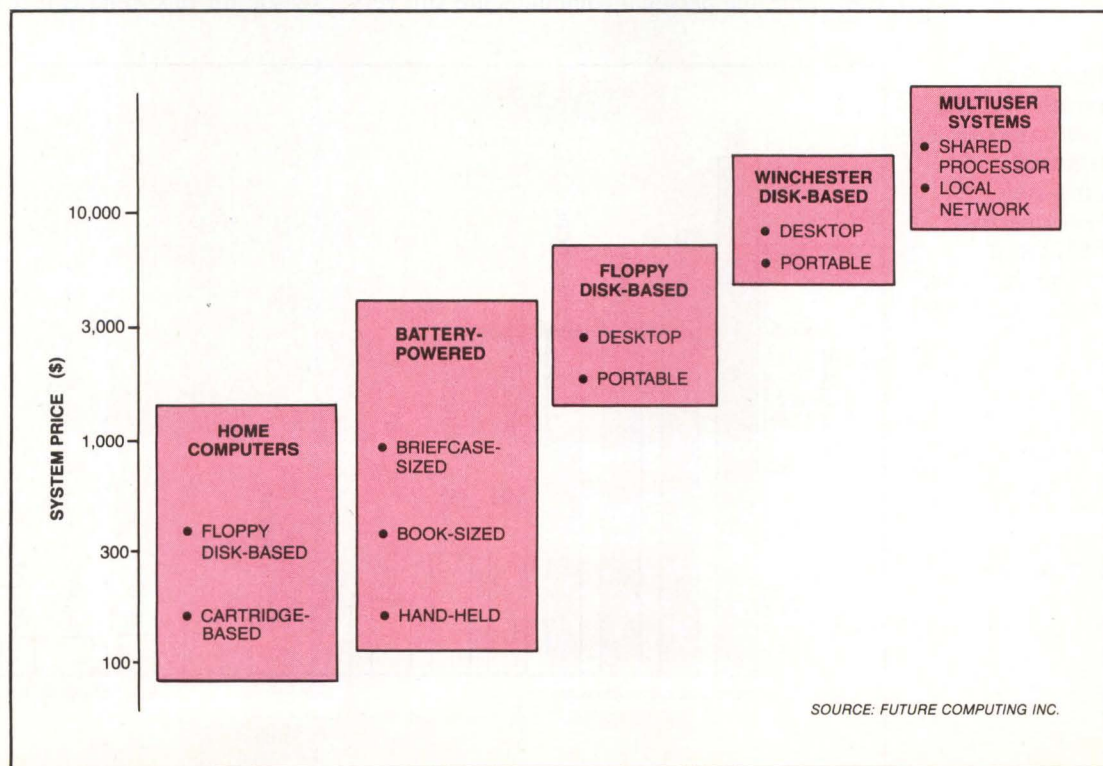 SYSTEM PRICE ($)
10,000
3,000
1,000
300
100
HOME
COMPUTERS
• FLOPPY
DISK-BASED
• CARTRIDGE-
BASED
BATTERY-
POWERED
• BRIEFCASE-
SIZED
• BOOK-SIZED
• HAND-HELD
FLOPPY
DISK-BASED
• DESKTOP
• PORTABLE
WINCHESTER
DISK-BASED
• DESKTOP
• PORTABLE
MULTIUSER
SYSTEMS
• SHARED
PROCESSOR
• LOCAL
NETWORK
SOURCE: FUTURE COMPUTING INC.